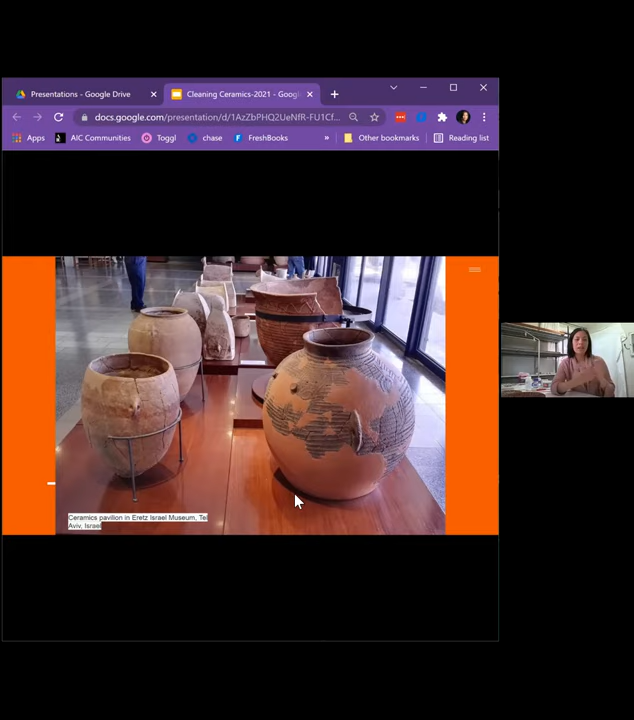 Presentations - Google Drive
Cleaning Ceramics-2021 - Goog
docs.google.com/presentation/d/1AzZbPHQ2UeNfR-FU1Cf...
Apps
AIC Communities
Toggl
chase
FreshBooks
»
Other bookmarks
Reading list
Ceramics pavilion in Eretz Israel Museum, Tel
Aviv, Israel